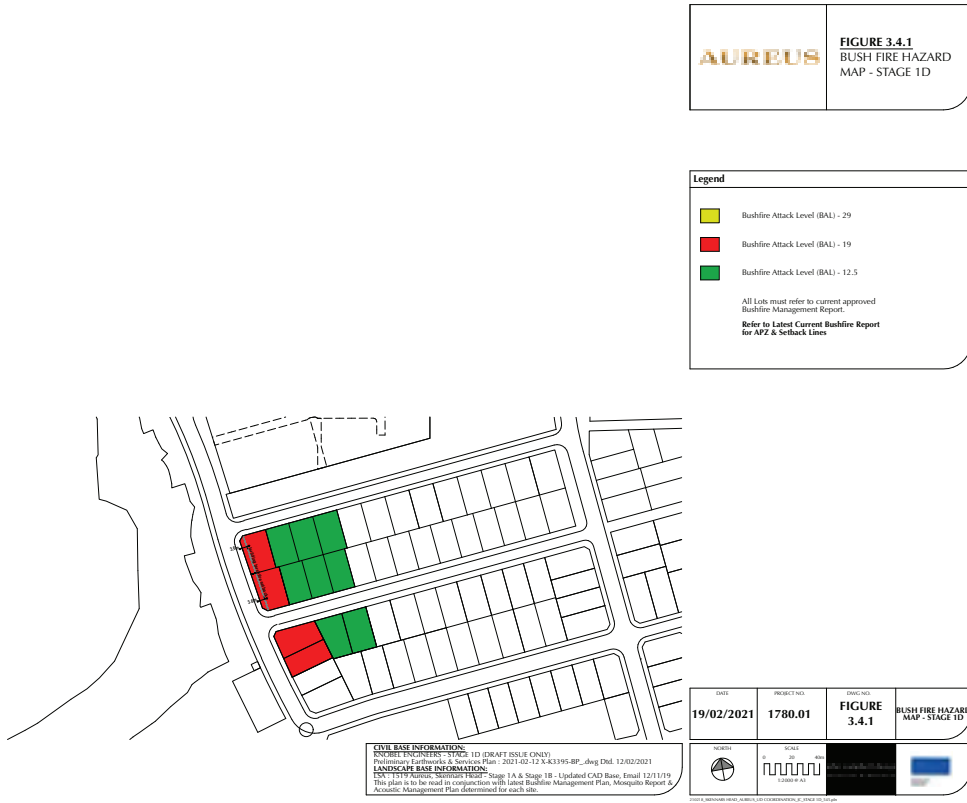 AUREUS
FIGURE 3.4.1
BUSH FIRE HAZARD
MAP - STAGE 1D
Legend
Bushfire Attack Level (BAL) - 29
Bushfire Attack Level (BAL) - 19
Bushfire Attack Level (BAL) - 12.5
All Lots must refer to current approved
Bushfire Management Report.
Refer to Latest Current Bushfire Report
for APZ & Setback Lines
CIVIL BASE INFORMATION:
KNOBEL ENGINEERS - STAGE 1D (DRAFT ISSUE ONLY)
Preliminary Earthworks & Services Plan : 2021-02-12 X-K3395-BP_.dwg Dtd. 12/02/2021
LANDSCAPE BASE INFORMATION:
LSA : 1519 Aureus, Skennars Head - Stage 1A & Stage 1B - Updated CAD Base, Email 12/11/19
This plan is to be read in conjunction with latest Bushfire Management Plan, Mosquito Report &
Acoustic Management Plan determined for each site.
DATE
19/02/2021
PROJECT NO.
1780.01
DWG NO.
FIGURE
3.4.1
BUSH FIRE HAZARD
MAP - STAGE 1D
NORTH
SCALE
0 20 40m
1:2000 @ A3